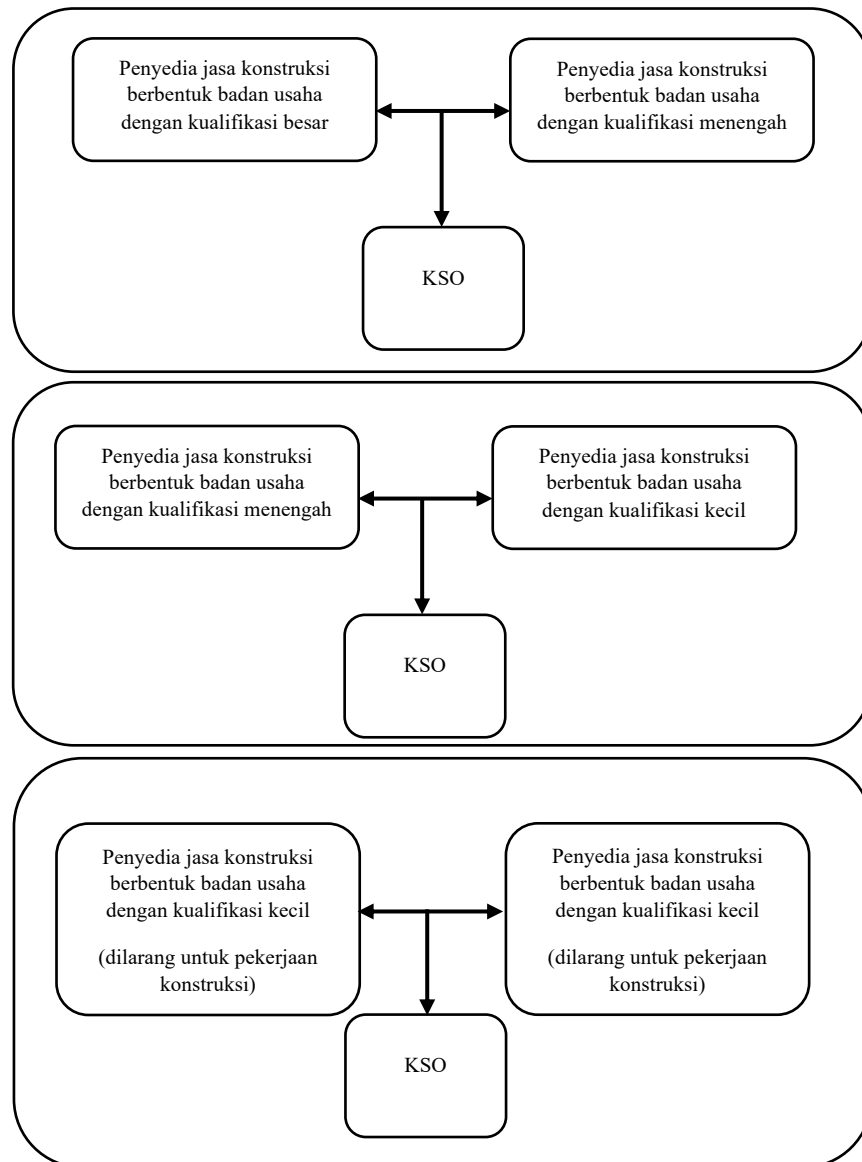 Penyedia jasa konstruksi
berbentuk badan usaha
dengan kualifikasi besar
Penyedia jasa konstruksi
berbentuk badan usaha
dengan kualifikasi menengah
KSO
Penyedia jasa konstruksi
berbentuk badan usaha
dengan kualifikasi menengah
Penyedia jasa konstruksi
berbentuk badan usaha
dengan kualifikasi kecil
KSO
Penyedia jasa konstruksi
berbentuk badan usaha
dengan kualifikasi kecil
(dilarang untuk pekerjaan
konstruksi)
Penyedia jasa konstruksi
berbentuk badan usaha
dengan kualifikasi kecil
(dilarang untuk pekerjaan
konstruksi)
KSO